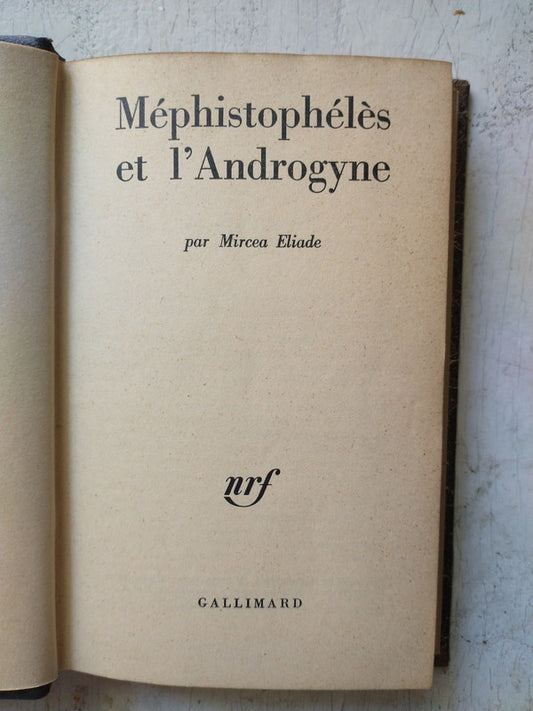 Méphistophélès
et l'Androgyne
par Mircea Eliade
nrf
GALLIMARD